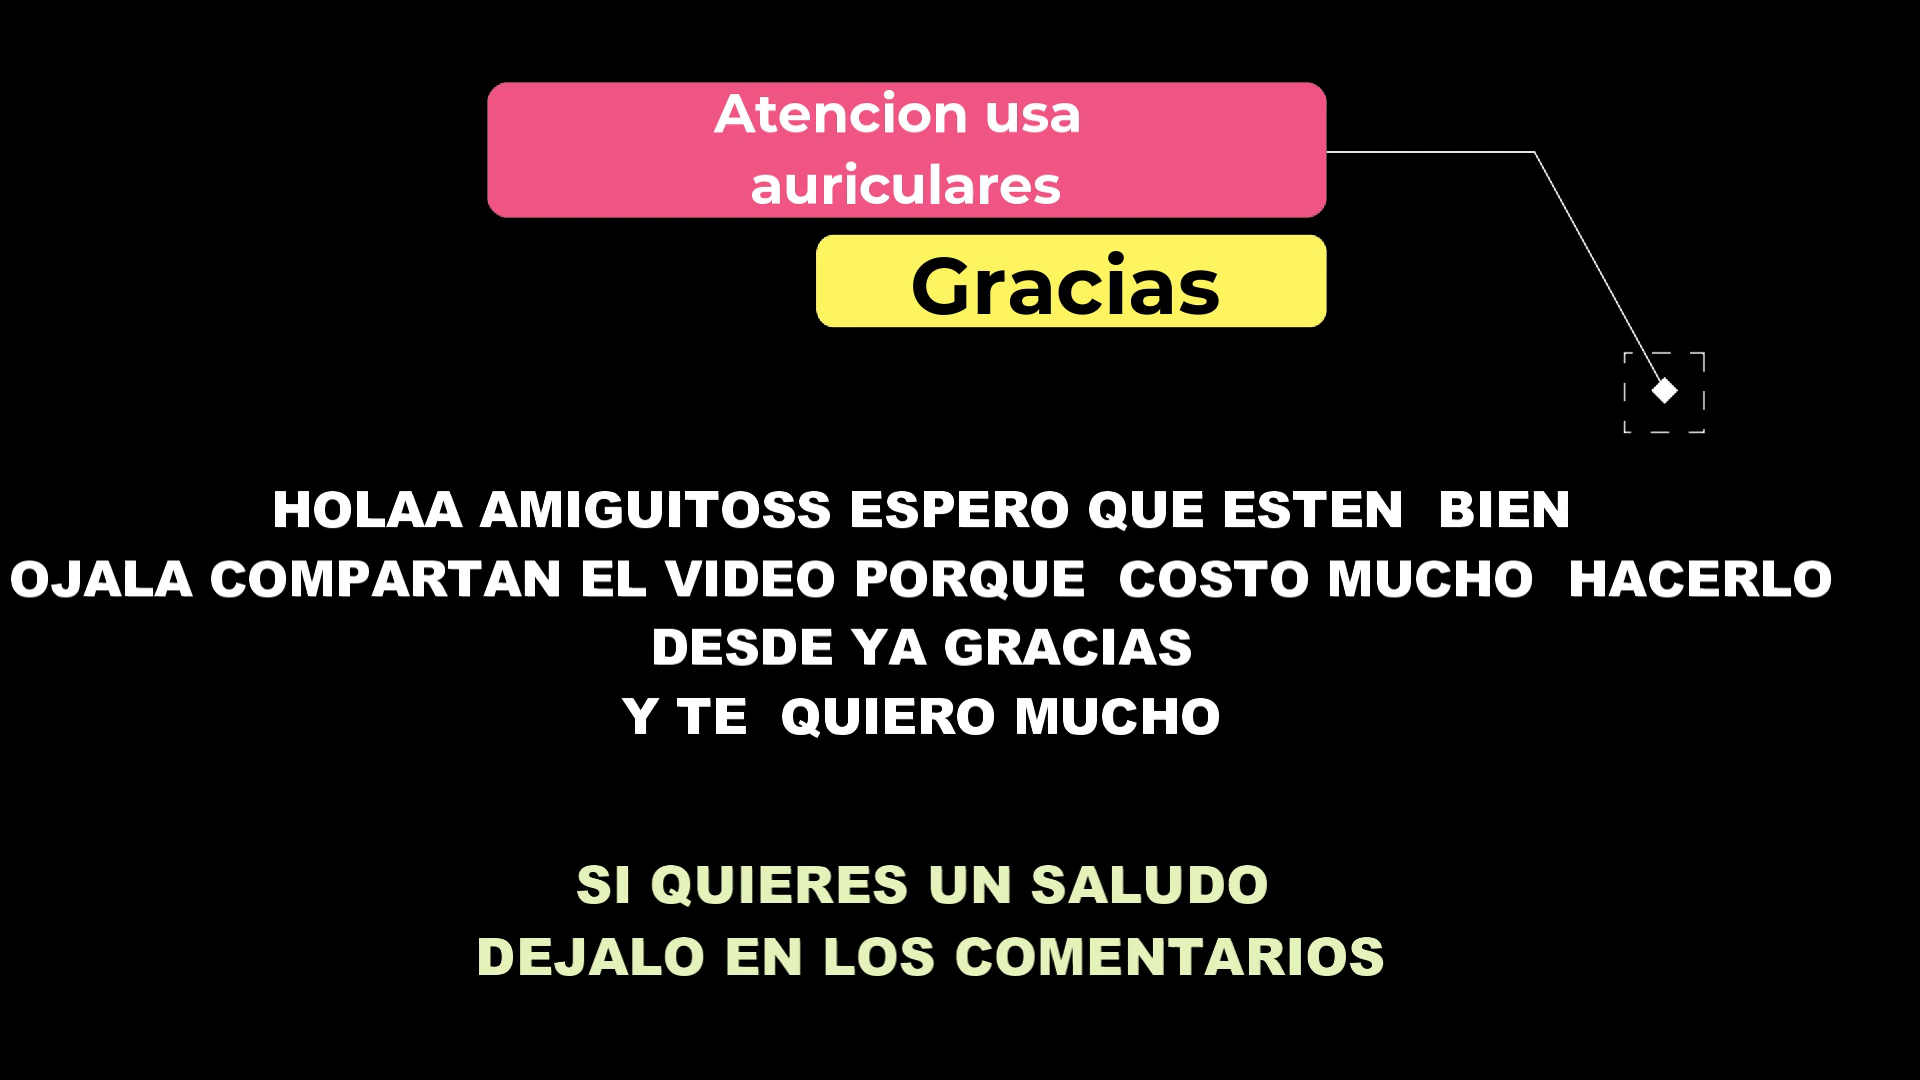 Atencion usa
auriculares
Gracias
HOLAA AMIGUITOSS ESPERO QUE ESTEN BIEN
OJALA COMPARTAN EL VIDEO PORQUE COSTO MUCHO HACERLO
DESDE YA GRACIAS
Y TE QUIERO MUCHO
SI QUIERES UN SALUDO
DEJALO EN LOS COMENTARIOS